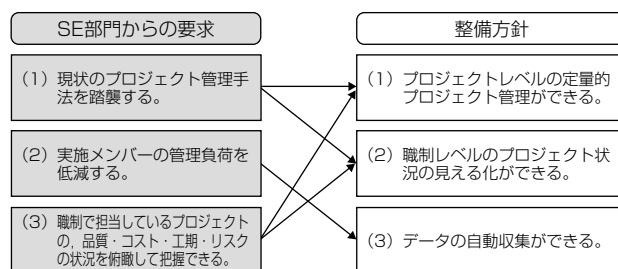 SE部門からの要求
(1)現状のプロジェクト管理手
法を踏襲する。
(2)実施メンバーの管理負荷を
低減する。
(3)職制で担当しているプロジェクト
の，品質・コスト・工期・リスク
の状況を俯瞰して把握できる。
整備方針
(1)プロジェクトレベルの定量的
プロジェクト管理ができる。
(2)職制レベルのプロジェクト状
況の見える化ができる。
(3)データの自動収集ができる。